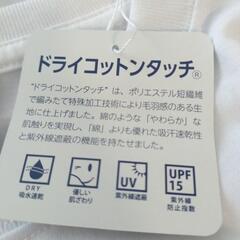 ドライコットンタッチ®
"ドライコットンタッチ" は、ポリエステル短繊維
で編みたて特殊加工技術により毛羽感のある生
地に仕上げました。綿のような「やわらか」な
肌触りを実現し、「綿」よりも優れた吸汗速乾性
と紫外線遮蔽の機能を持たせました。
DRY
吸水速乾
優しい
肌ざわり
UV
紫外線遮蔽
UPF
15
紫外線
防止指数